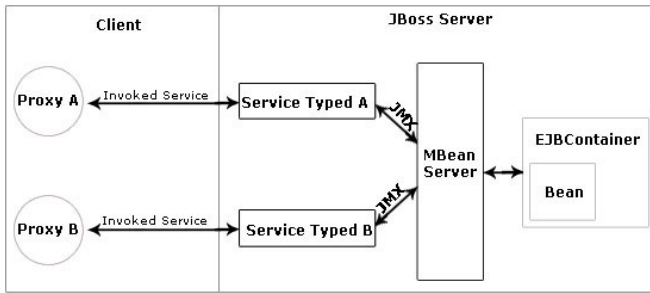 Client
JBoss Server
Proxy A
Invoked Service
Service Typed A
JMX
MBean
Server
EJBContainer
Bean
Proxy B
Invoked Service
Service Typed B
JMX